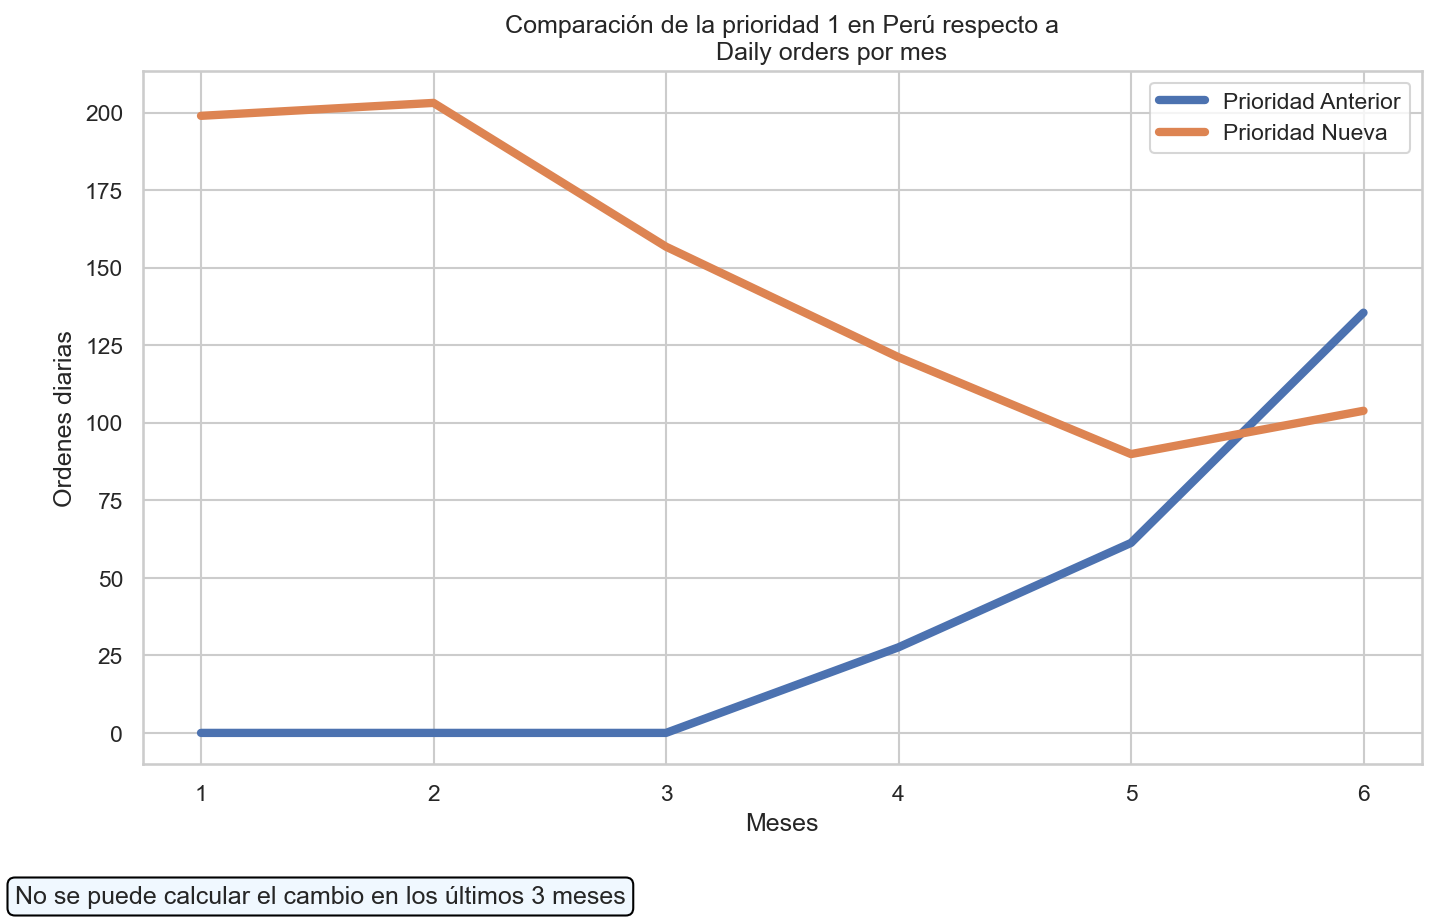 Comparación de la prioridad 1 en Perú respecto a
Daily orders por mes
Prioridad Anterior
Prioridad Nueva
Ordenes diarias
200
175
150
125
100
75
50
25
0
1 2 3 4 5 6
Meses
No se puede calcular el cambio en los últimos 3 meses